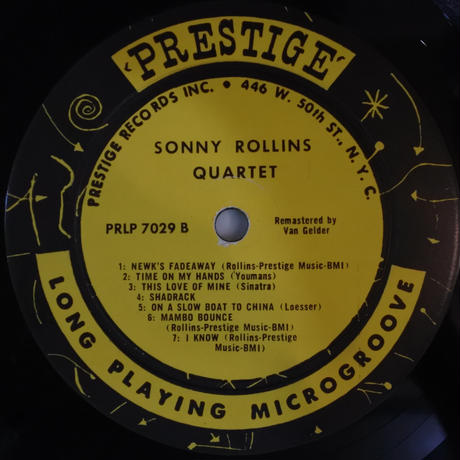 'PRESTIGE'
PRESTIGE RECORDS INC. • 446 W. 50th ST., N.Y.C.
SONNY ROLLINS
QUARTET
PRLP 7029 B
Remastered by
Van Gelder
1: NEWK'S FADEAWAY (Rollins-Prestige Music-BMI)
2: TIME ON MY HANDS (Youmans)
3: THIS LOVE OF MINE (Sinatra)
4: SHADRACK
5: ON A SLOW BOAT TO CHINA (Loesser)
6: MAMBO BOUNCE
(Rollins-Prestige Music-BMI)
7: I KNOW (Rollins-Prestige
Music-BMI)
LONG PLAYING MICROGROOVE